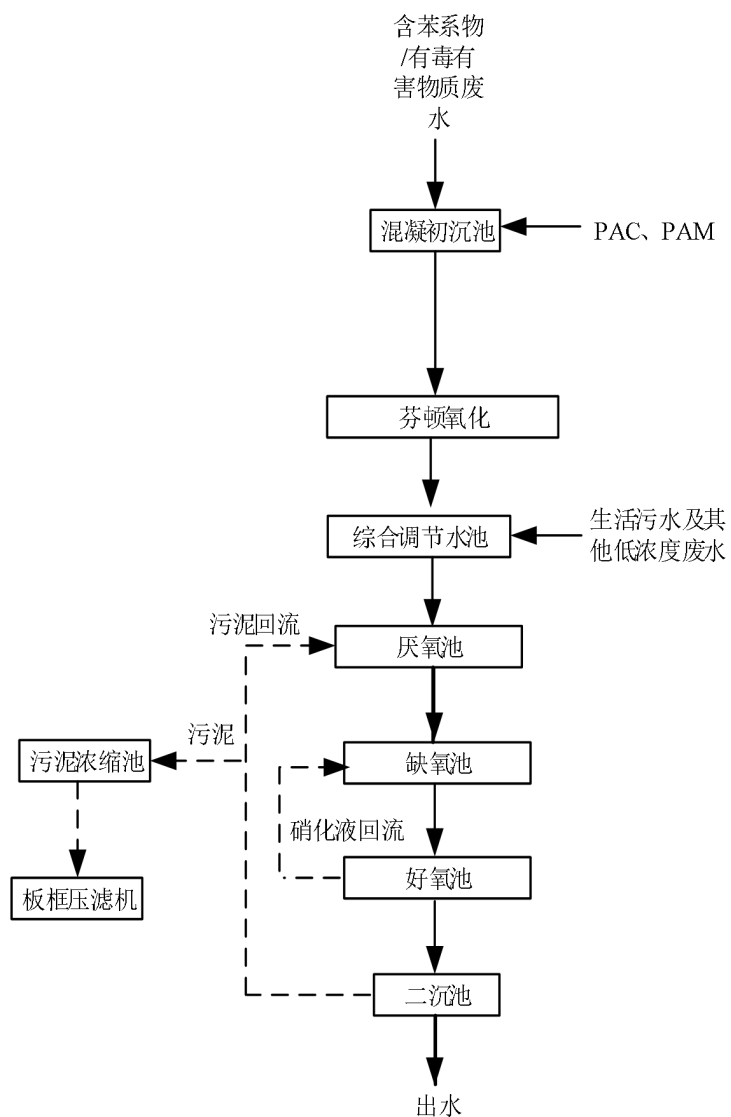 含苯系物
/有毒有
害物质废
水
混凝初沉池
PAC、PAM
芬顿氧化
综合调节水池
生活污水及其
他低浓度废水
污泥回流
厌氧池
污泥
污泥浓缩池
缺氧池
硝化液回流
好氧池
板框压滤机
二沉池
出水